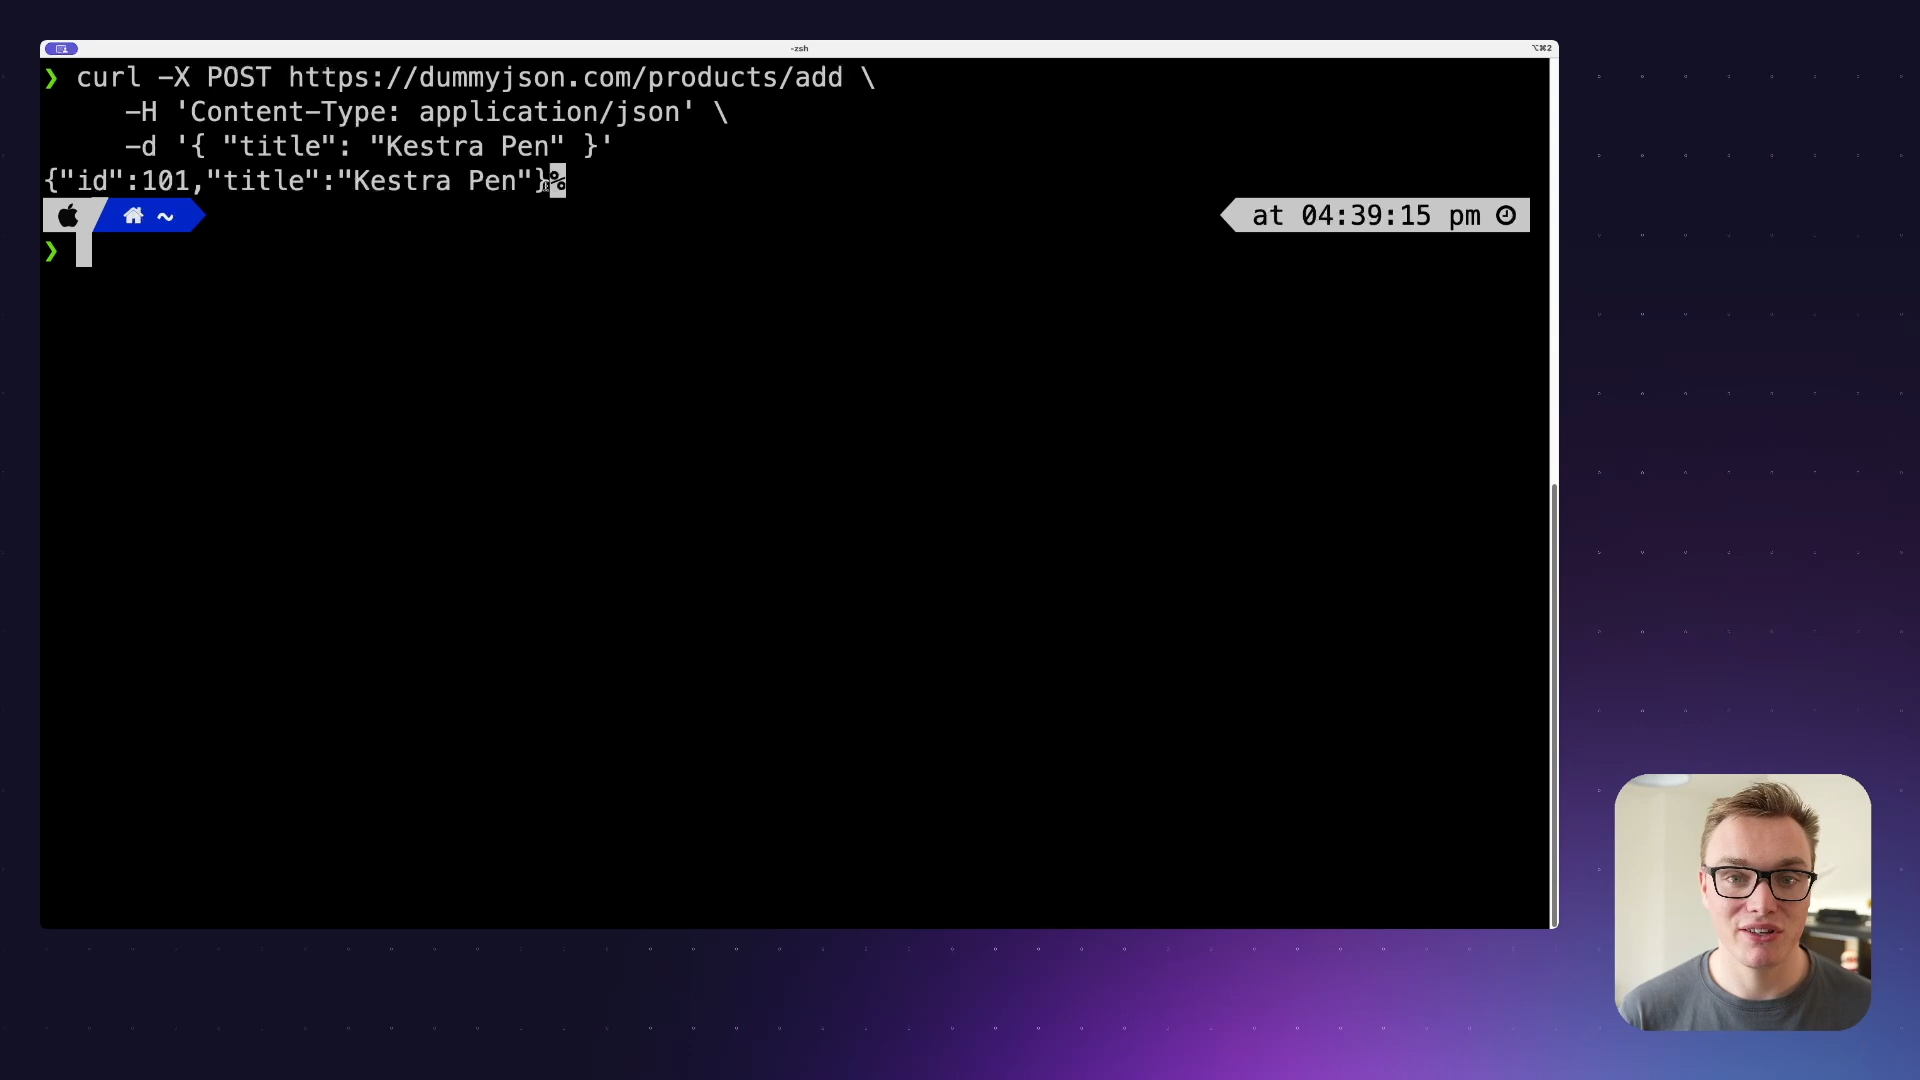 -zsh
⌥⌘2
❯ curl -X POST https://dummyjson.com/products/add \
-H 'Content-Type: application/json' \
-d '{ "title": "Kestra Pen" }'
{"id":101,"title":"Kestra Pen"}%
~
at 04:39:15 pm
❯